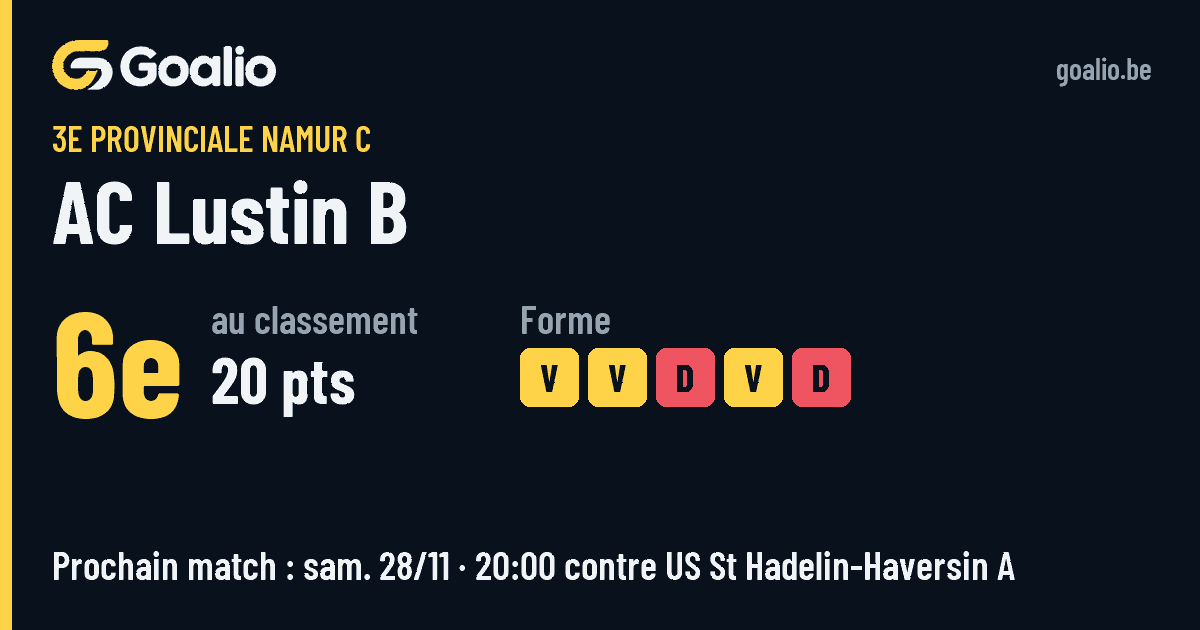 Goalio
goalio.be
3E PROVINCIALE NAMUR C
AC Lustin B
6e
au classement
20 pts
Forme
V V D V D
Prochain match : sam. 28/11 · 20:00 contre US St Hadelin-Haversin A